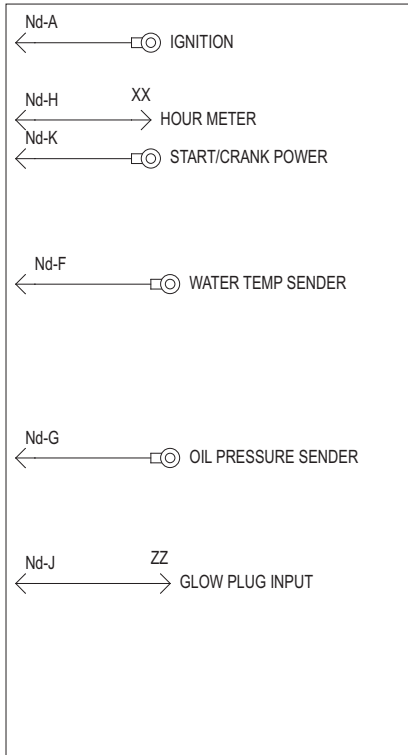 Nd-A
IGNITION
Nd-H XX
HOUR METER
Nd-K
START/CRANK POWER
Nd-F
WATER TEMP SENDER
Nd-G
OIL PRESSURE SENDER
Nd-J ZZ
GLOW PLUG INPUT